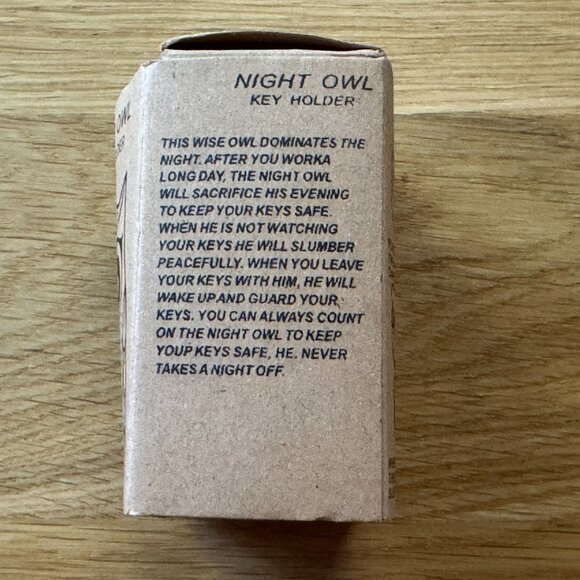 NIGHT OWL
KEY HOLDER
THIS WISE OWL DOMINATES THE
NIGHT. AFTER YOU WORKA
LONG DAY, THE NIGHT OWL
WILL SACRIFICE HIS EVENING
TO KEEP YOUR KEYS SAFE.
WHEN HE IS NOT WATCHING
YOUR KEYS HE WILL SLUMBER
PEACEFULLY. WHEN YOU LEAVE
YOUR KEYS WITH HIM, HE WILL
WAKE UP AND GUARD YOUR
KEYS. YOU CAN ALWAYS COUNT
ON THE NIGHT OWL TO KEEP
YOUP KEYS SAFE, HE. NEVER
TAKES A NIGHT OFF.
OWL